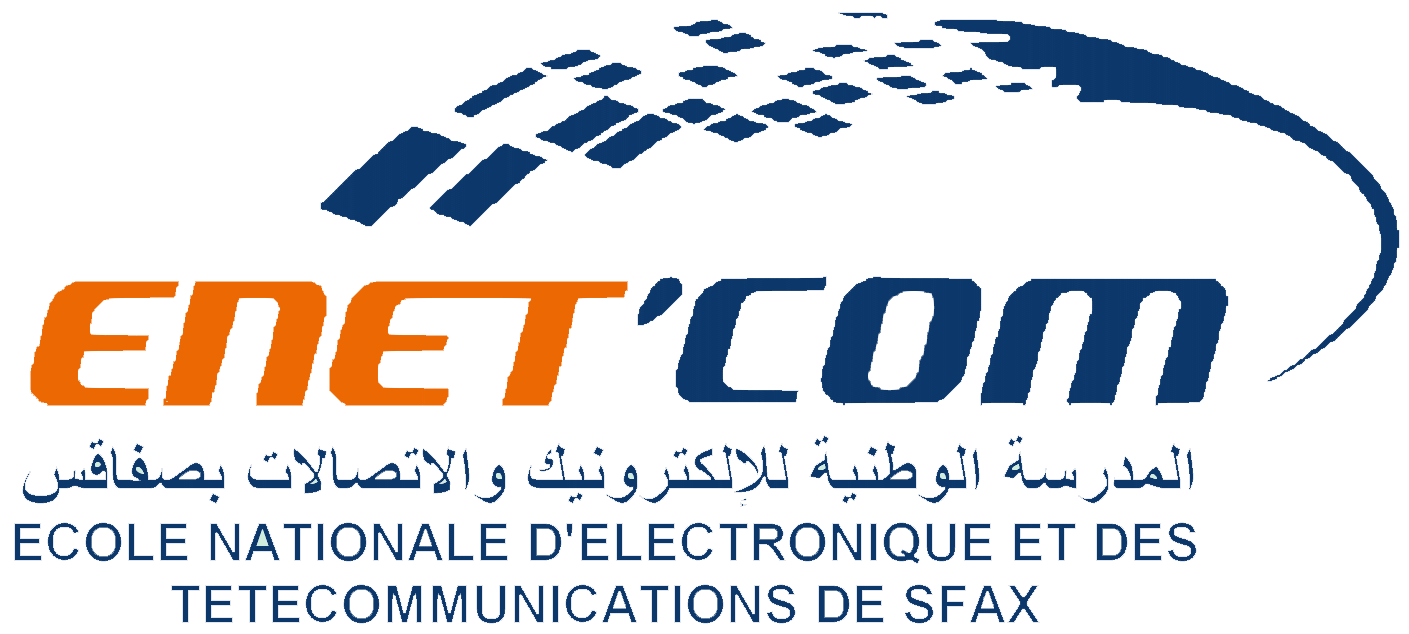 ENET'COM
المدرسة الوطنية للإلكترونيك والاتصالات بصفاقس
ECOLE NATIONALE D'ELECTRONIQUE ET DES
TETECOMMUNICATIONS DE SFAX